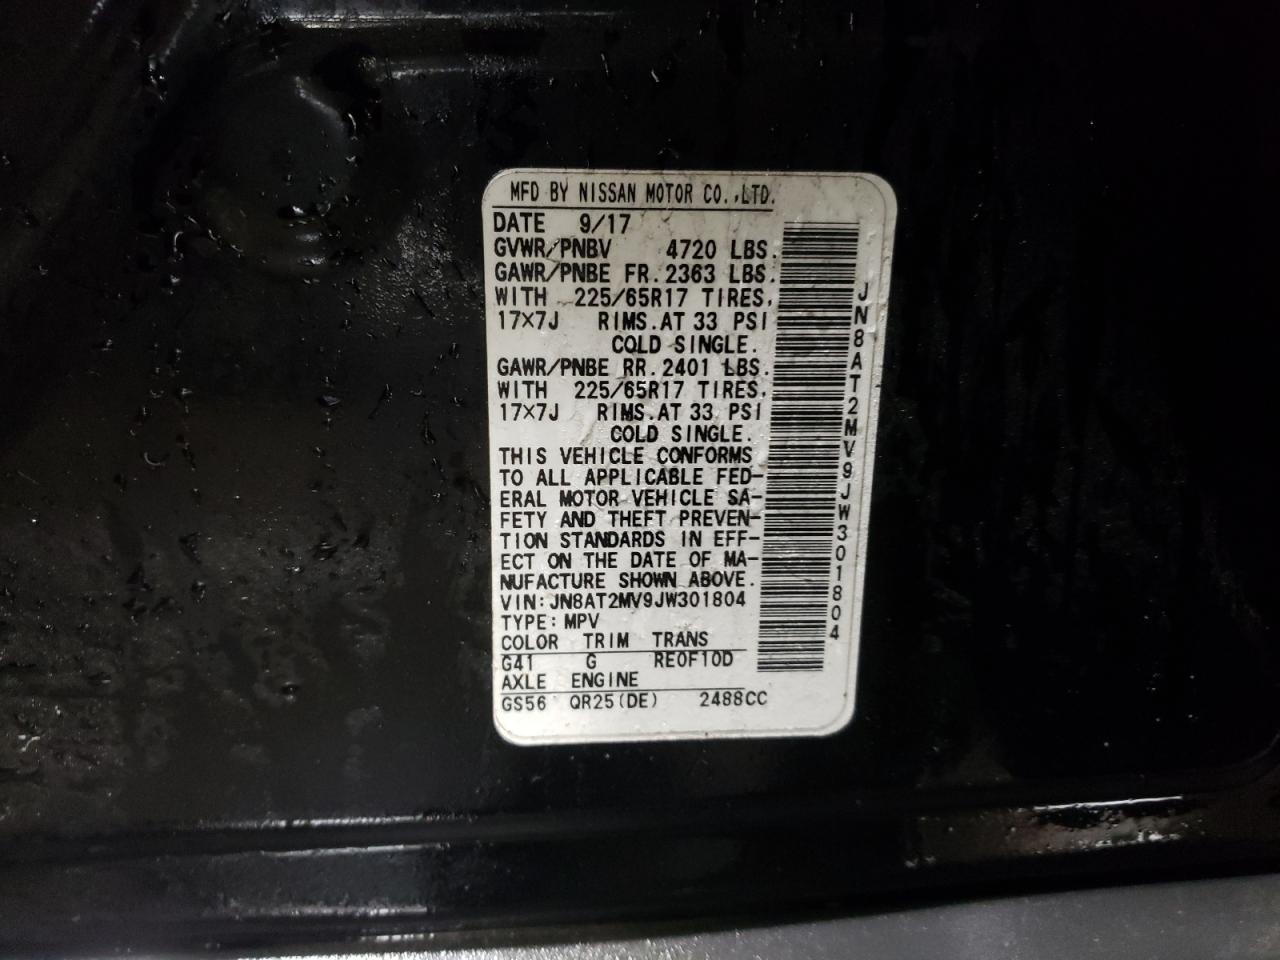 MFD BY NISSAN MOTOR CO.,LTD.
DATE 9/17
GVWR/PNBV 4720 LBS.
GAWR/PNBE FR.2363 LBS.
WITH 225/65R17 TIRES,
17×7J RIMS.AT 33 PSI
COLD SINGLE.
GAWR/PNBE RR.2401 LBS.
WITH 225/65R17 TIRES,
17×7J RIMS.AT 33 PSI
COLD SINGLE.
THIS VEHICLE CONFORMS
TO ALL APPLICABLE FED-
ERAL MOTOR VEHICLE SA-
FETY AND THEFT PREVEN-
TION STANDARDS IN EFF-
ECT ON THE DATE OF MA-
NUFACTURE SHOWN ABOVE.
VIN:JN8AT2MV9JW301804
TYPE:MPV
COLOR TRIM TRANS
G41 G RE0F10D
AXLE ENGINE
GS56 QR25(DE) 2488CC
JN8AT2MV9JW301804